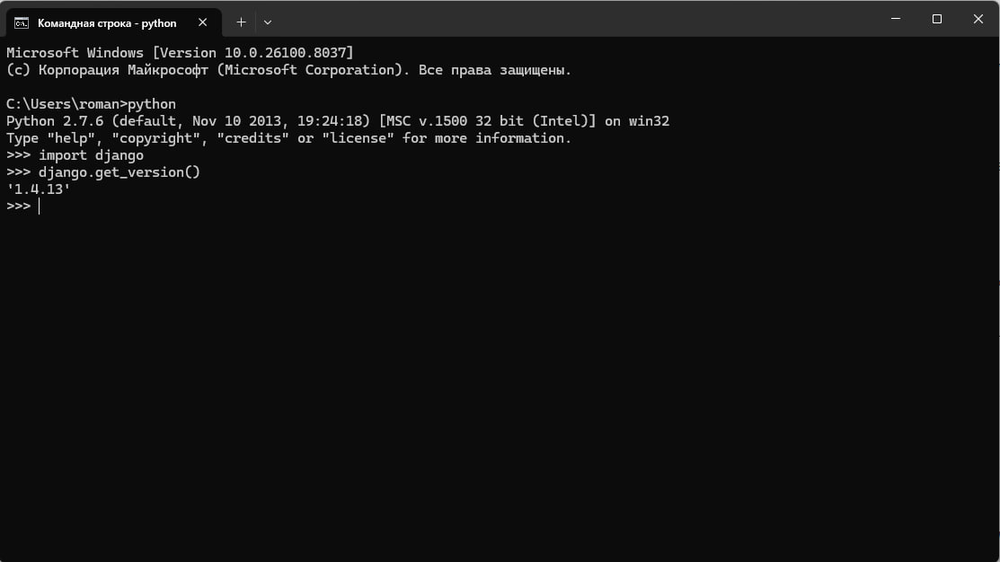 Командная строка - python
Microsoft Windows [Version 10.0.26100.8037]
(c) Корпорация Майкрософт (Microsoft Corporation). Все права защищены.
C:\Users\roman>python
Python 2.7.6 (default, Nov 10 2013, 19:24:18) [MSC v.1500 32 bit (Intel)] on win32
Type "help", "copyright", "credits" or "license" for more information.
>>> import django
>>> django.get_version()
'1.4.13'
>>>